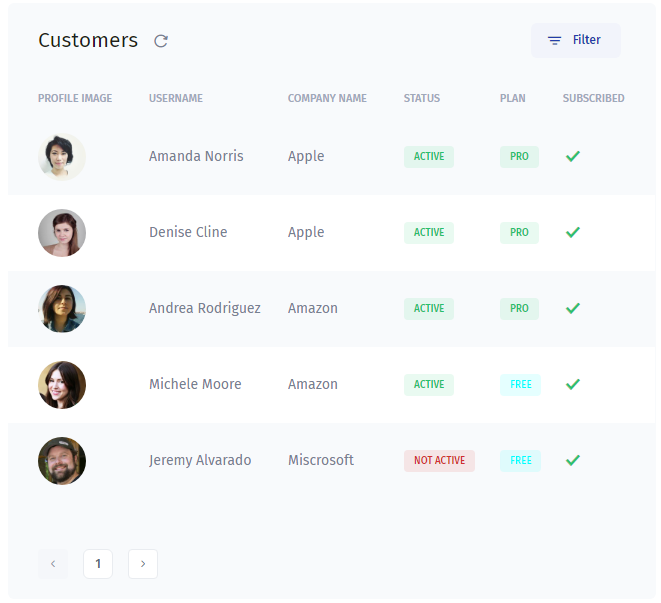 Customers
Filter
PROFILE IMAGE USERNAME COMPANY NAME STATUS PLAN SUBSCRIBED
Amanda Norris Apple ACTIVE PRO
Denise Cline Apple ACTIVE PRO
Andrea Rodriguez Amazon ACTIVE PRO
Michele Moore Amazon ACTIVE FREE
Jeremy Alvarado Miscrosoft NOT ACTIVE FREE
1